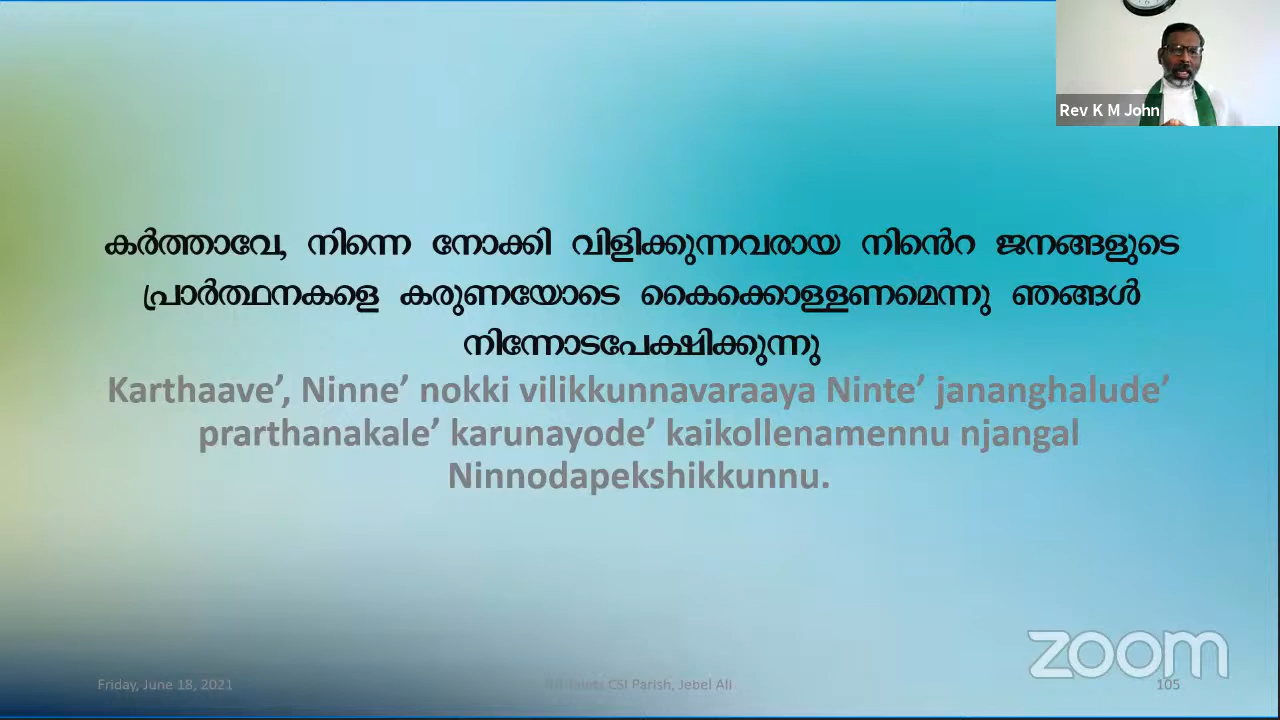 Rev K M John
കർത്താവേ, നിന്നെ നോക്കി വിളിക്കുന്നവരായ നിൻെറ ജനങ്ങളുടെ
പ്രാർത്ഥനകളെ കരുണയോടെ കൈക്കൊള്ളണമെന്നു ഞങ്ങൾ
നിന്നോടപേക്ഷിക്കുന്നു
Karthaave’, Ninne’ nokki vilikkunnavaraaya Ninte’ jananghalude’
prarthanakale’ karunayode’ kaikollenamennu njangal
Ninnodapekshikkunnu.
zoom
Friday, June 18, 2021
CSI Parish, Jebel Ali
105